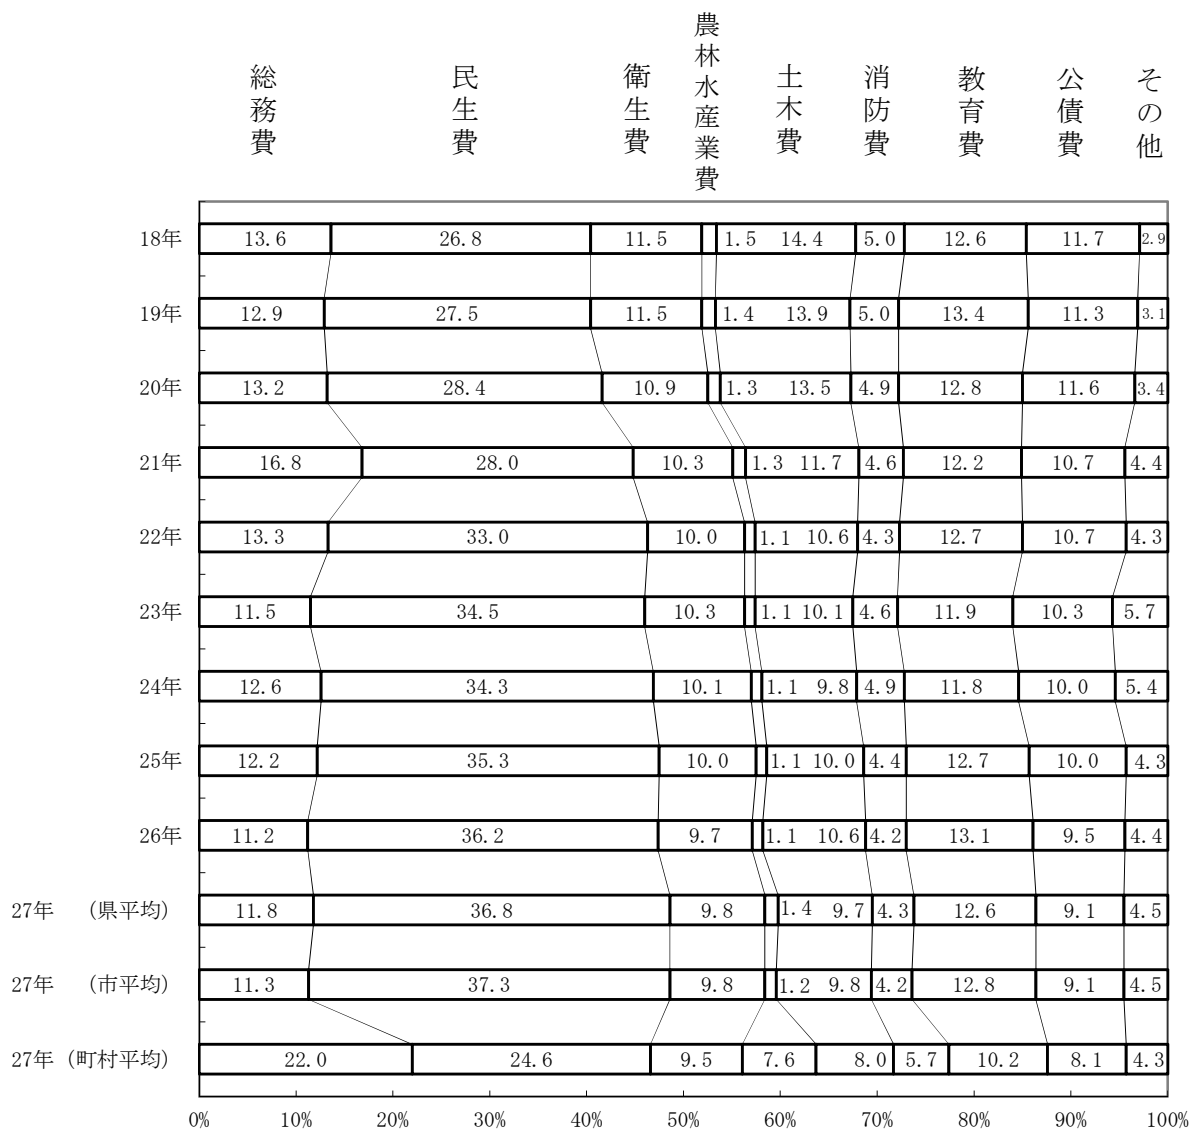 総務費 民生費 衛生費 農林水産業費 土木費 消防費 教育費 公債費 その他
18年 13.6 26.8 11.5 1.5 14.4 5.0 12.6 11.7 2.9
19年 12.9 27.5 11.5 1.4 13.9 5.0 13.4 11.3 3.1
20年 13.2 28.4 10.9 1.3 13.5 4.9 12.8 11.6 3.4
21年 16.8 28.0 10.3 1.3 11.7 4.6 12.2 10.7 4.4
22年 13.3 33.0 10.0 1.1 10.6 4.3 12.7 10.7 4.3
23年 11.5 34.5 10.3 1.1 10.1 4.6 11.9 10.3 5.7
24年 12.6 34.3 10.1 1.1 9.8 4.9 11.8 10.0 5.4
25年 12.2 35.3 10.0 1.1 10.0 4.4 12.7 10.0 4.3
26年 11.2 36.2 9.7 1.1 10.6 4.2 13.1 9.5 4.4
27年 (県平均) 11.8 36.8 9.8 1.4 9.7 4.3 12.6 9.1 4.5
27年 (市平均) 11.3 37.3 9.8 1.2 9.8 4.2 12.8 9.1 4.5
27年 (町村平均) 22.0 24.6 9.5 7.6 8.0 5.7 10.2 8.1 4.3
0% 10% 20% 30% 40% 50% 60% 70% 80% 90% 100%